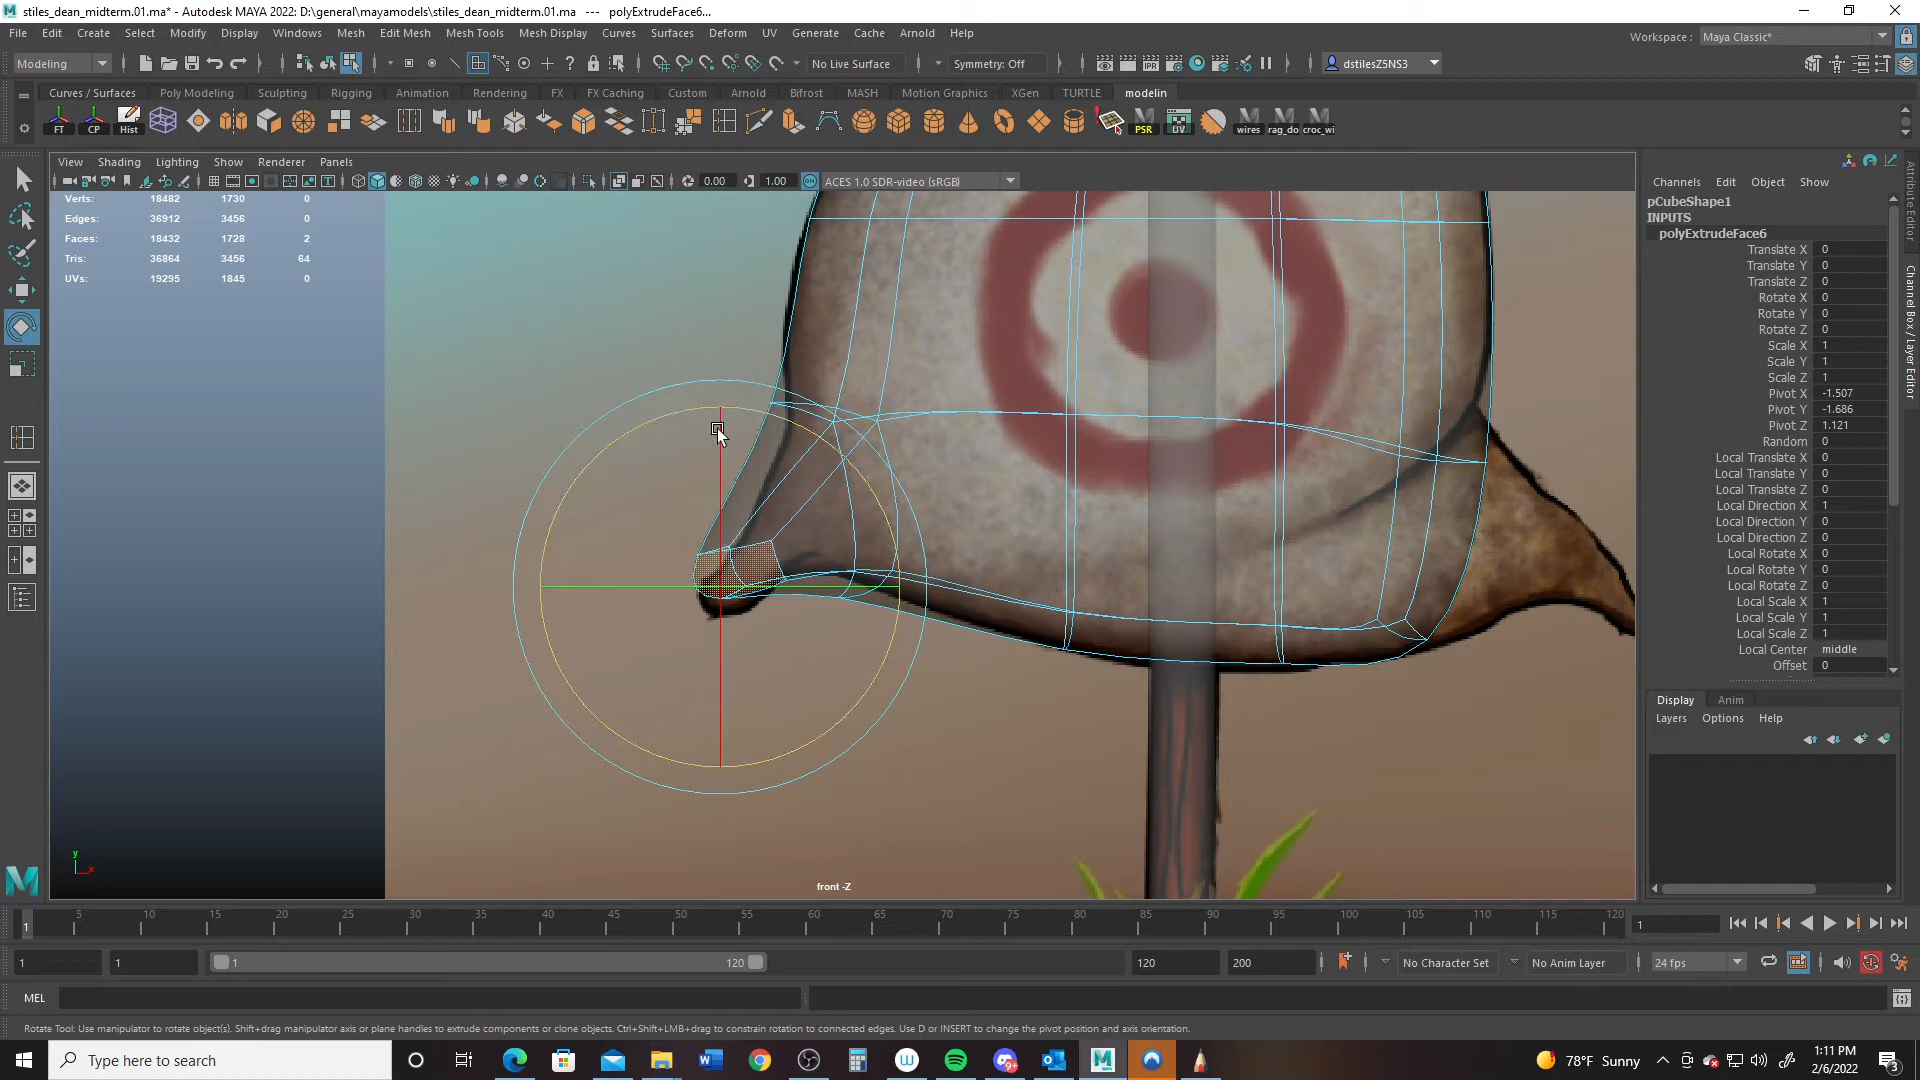 stiles_dean_midterm.01.ma* - Autodesk MAYA 2022: D:\general\mayamodels\stiles_dean_midterm.01.ma   ---   polyExtrudeFace6...
File Edit Create Select Modify Display Windows Mesh Edit Mesh Mesh Tools Mesh Display Curves Surfaces Deform UV Generate Cache Arnold Help
Workspace : Maya Classic*
Modeling No Live Surface Symmetry: Off dstilesZ5NS3
Curves / Surfaces Poly Modeling Sculpting Rigging Animation Rendering FX FX Caching Custom Arnold Bifrost MASH Motion Graphics XGen TURTLE modelin
FT CP Hist PSR UV wires rag_do croc_wi
View Shading Lighting Show Renderer Panels
0.00 1.00 ACES 1.0 SDR-video (sRGB)
Verts: 18482 1730 0
Edges: 36912 3456 0
Faces: 18432 1728 2
Tris: 36864 3456 64
UVs: 19295 1845 0
y
x
front -Z
Channels Edit Object Show
pCubeShape1
INPUTS
polyExtrudeFace6
Translate X 0
Translate Y 0
Translate Z 0
Rotate X 0
Rotate Y 0
Rotate Z 0
Scale X 1
Scale Y 1
Scale Z 1
Pivot X -1.507
Pivot Y -1.686
Pivot Z 1.121
Random 0
Local Translate X 0
Local Translate Y 0
Local Translate Z 0
Local Direction X 1
Local Direction Y 0
Local Direction Z 0
Local Rotate X 0
Local Rotate Y 0
Local Rotate Z 0
Local Scale X 1
Local Scale Y 1
Local Scale Z 1
Local Center middle
Offset 0
Attribute Editor
Channel Box / Layer Editor
Display Anim
Layers Options Help
1 5 10 15 20 25 30 35 40 45 50 55 60 65 70 75 80 85 90 95 100 105 110 115 120
1
1 1 1 120 120 200 No Character Set No Anim Layer 24 fps
MEL
Rotate Tool: Use manipulator to rotate object(s). Shift+drag manipulator axis or plane handles to extrude components or clone objects. Ctrl+Shift+LMB+drag to constrain rotation to connected edges. Use D or INSERT to change the pivot position and axis orientation.
Type here to search
9+
78°F Sunny
1:11 PM
2/6/2022
3